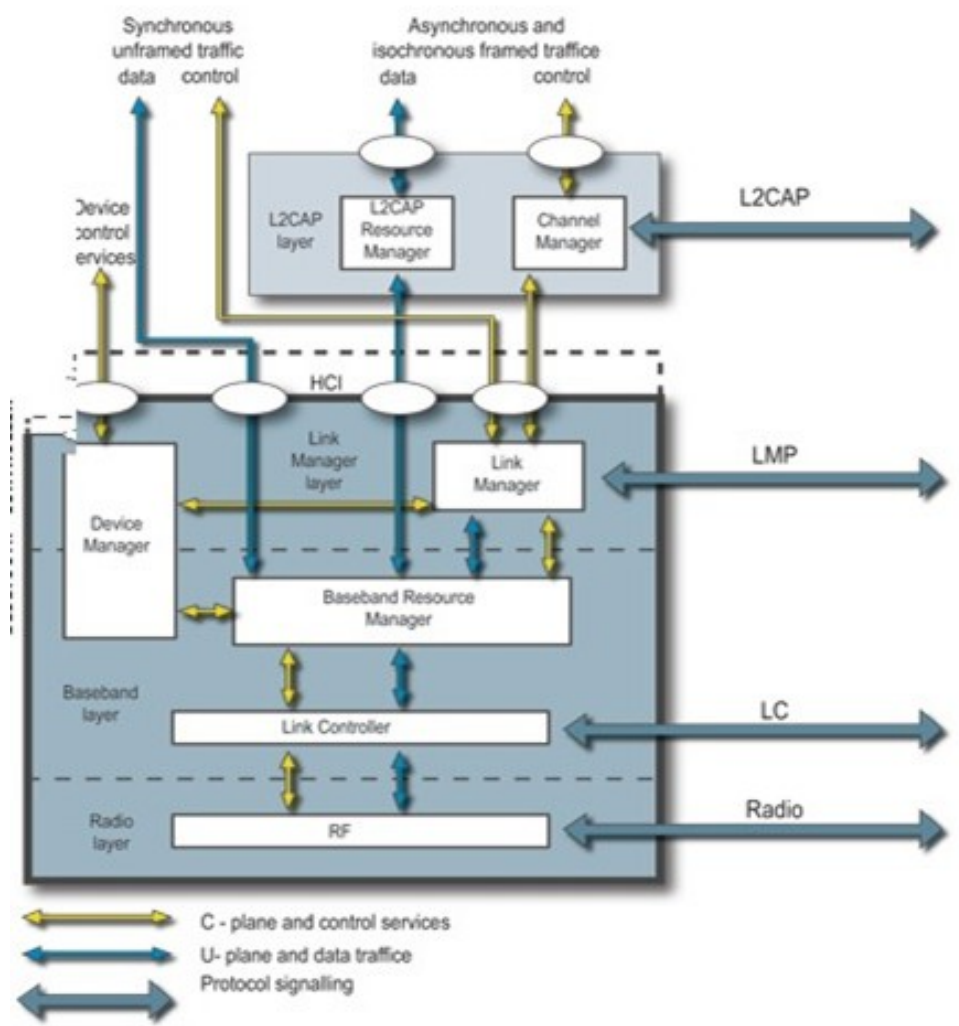 Synchronous
unframed traffic
data control
Asynchronous and
isochronous framed traffice
data control
Device
control
ervices
L2CAP
layer
L2CAP
Resource
Manager
Channel
Manager
L2CAP
HCI
Link
Manager
layer
Link
Manager
LMP
Device
Manager
Baseband Resource
Manager
Baseband
layer
Link Controller
LC
Radio
layer
RF
Radio
C - plane and control services
U- plane and data traffice
Protocol signalling